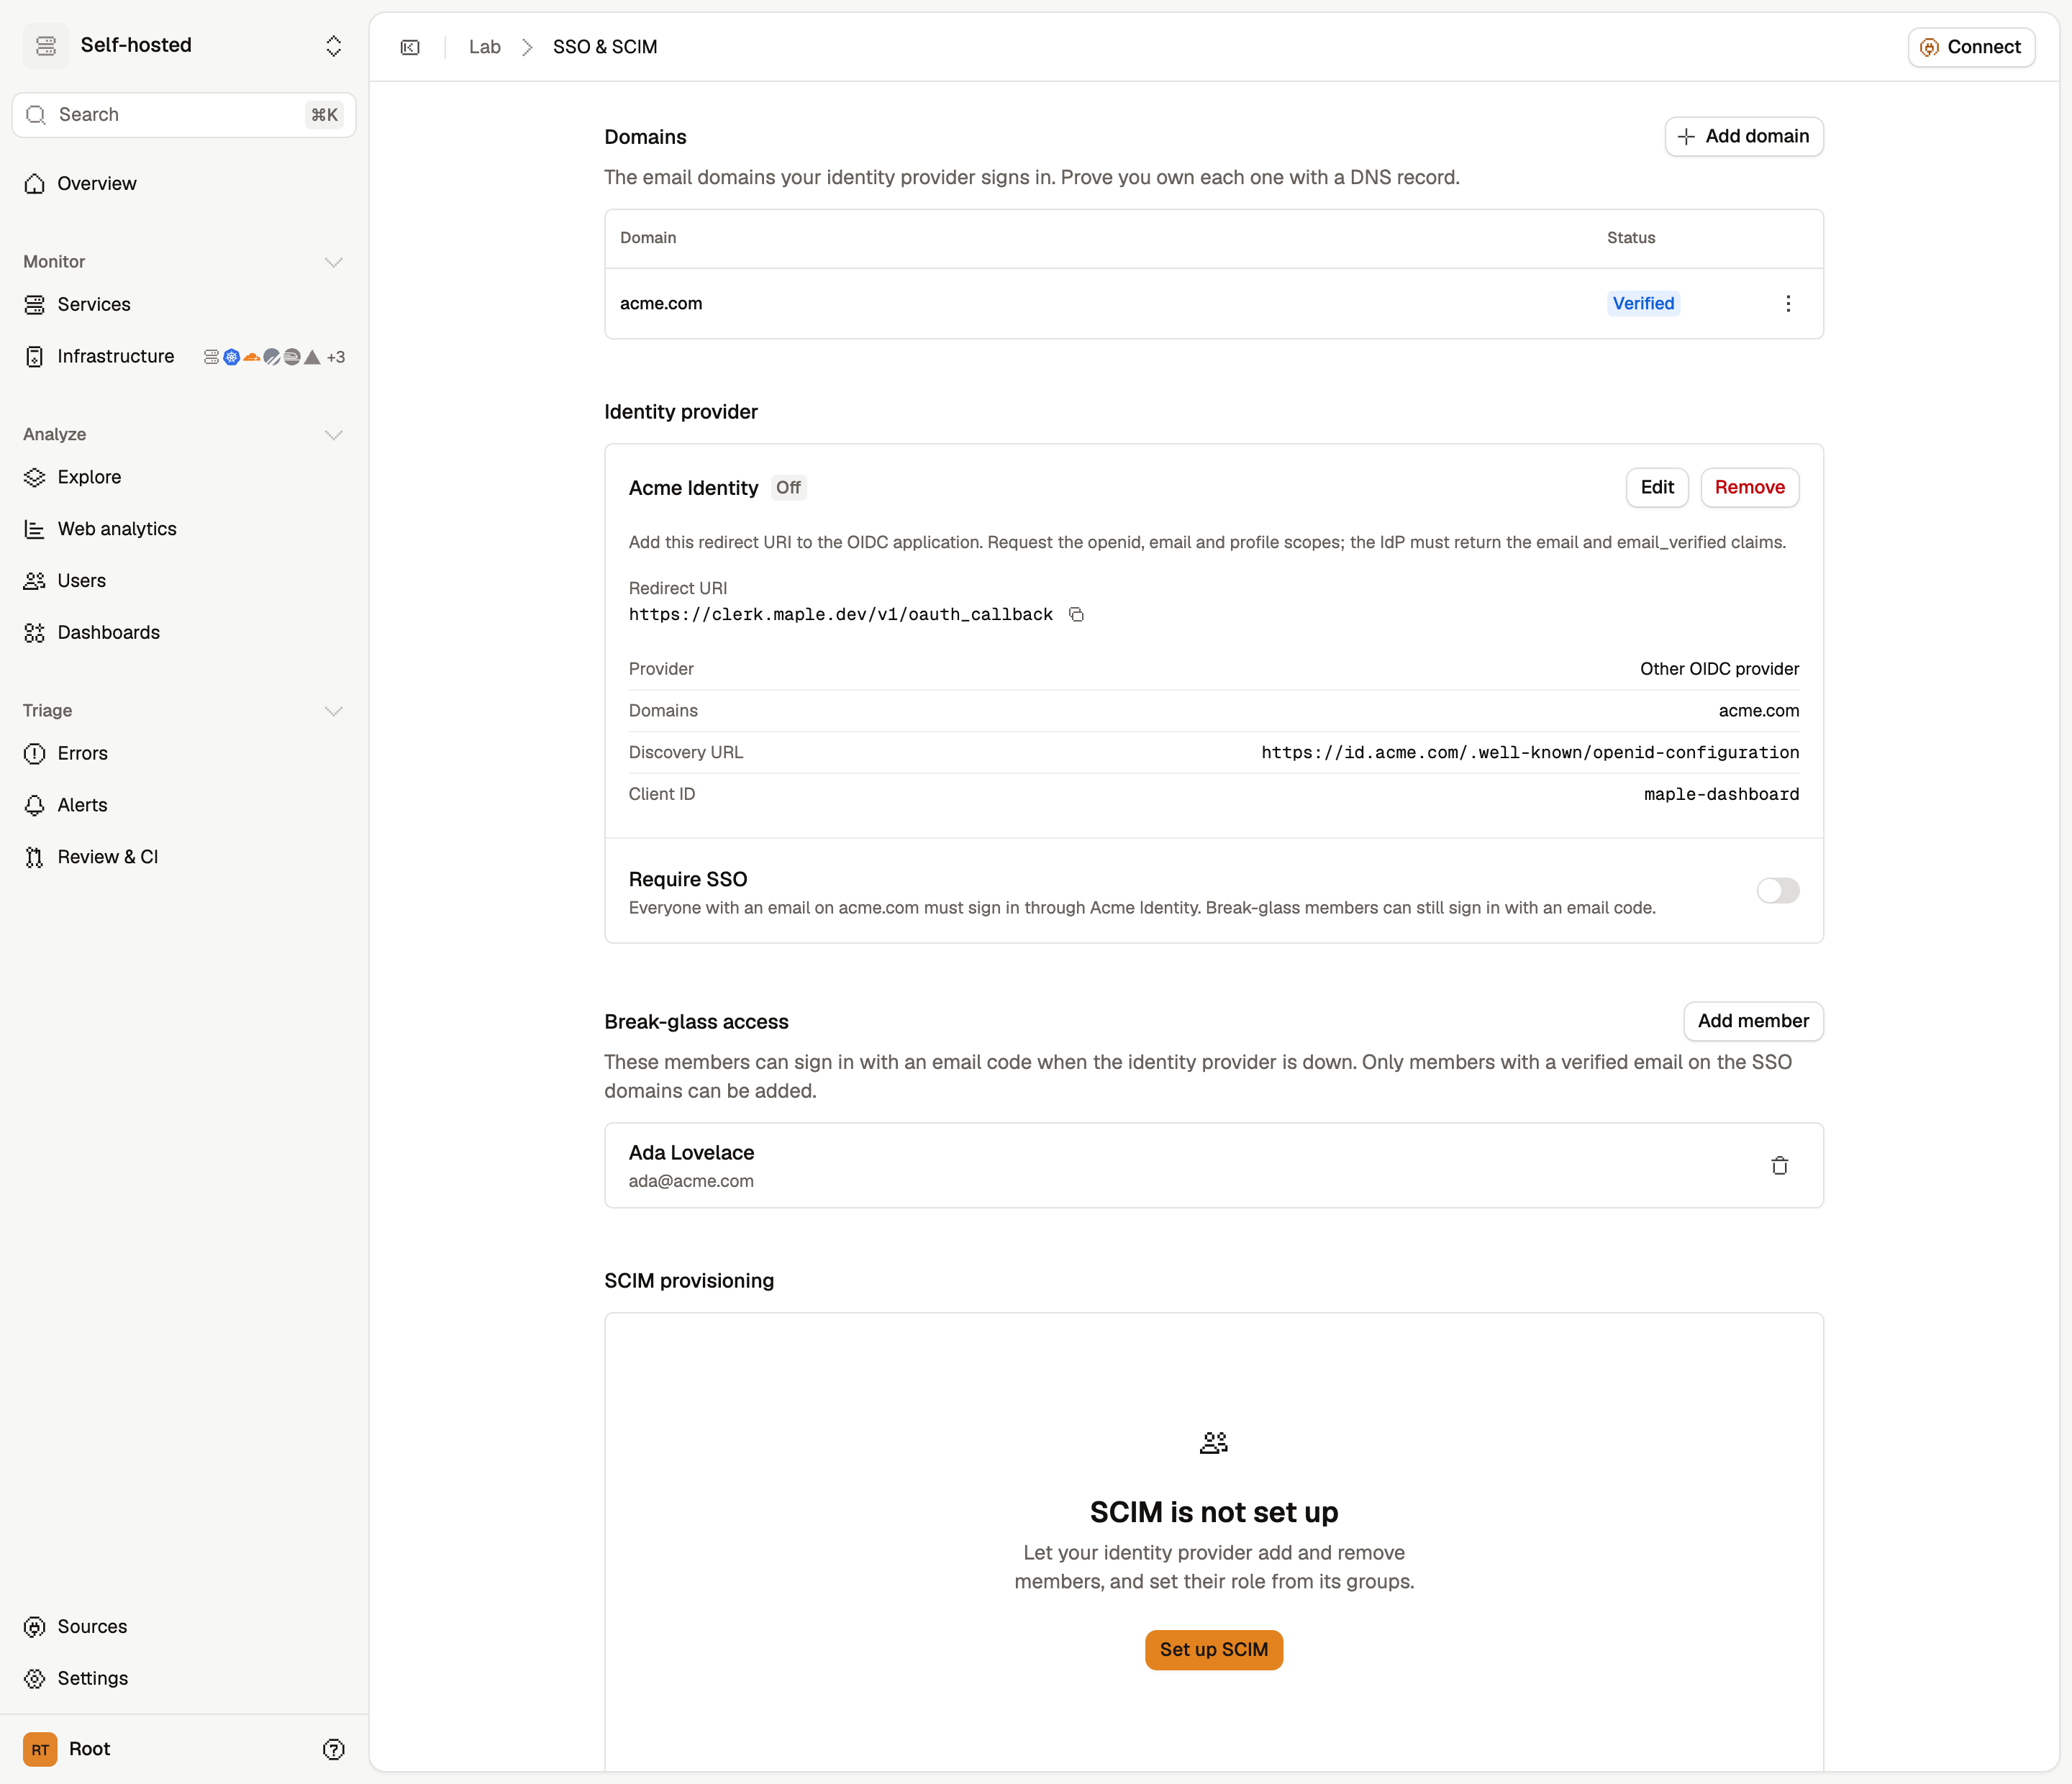 Self-hosted
Search
⌘K
Overview
Monitor
Services
Infrastructure
+3
Analyze
Explore
Web analytics
Users
Dashboards
Triage
Errors
Alerts
Review & CI
Sources
Settings
RT
Root
Lab
SSO & SCIM
Connect
Domains
Add domain
The email domains your identity provider signs in. Prove you own each one with a DNS record.
Domain
Status
acme.com
Verified
Identity provider
Acme Identity
Off
Edit
Remove
Add this redirect URI to the OIDC application. Request the openid, email and profile scopes; the IdP must return the email and email_verified claims.
Redirect URI
https://clerk.maple.dev/v1/oauth_callback
Provider
Other OIDC provider
Domains
acme.com
Discovery URL
https://id.acme.com/.well-known/openid-configuration
Client ID
maple-dashboard
Require SSO
Everyone with an email on acme.com must sign in through Acme Identity. Break-glass members can still sign in with an email code.
Break-glass access
Add member
These members can sign in with an email code when the identity provider is down. Only members with a verified email on the SSO
domains can be added.
Ada Lovelace
ada@acme.com
SCIM provisioning
SCIM is not set up
Let your identity provider add and remove
members, and set their role from its groups.
Set up SCIM